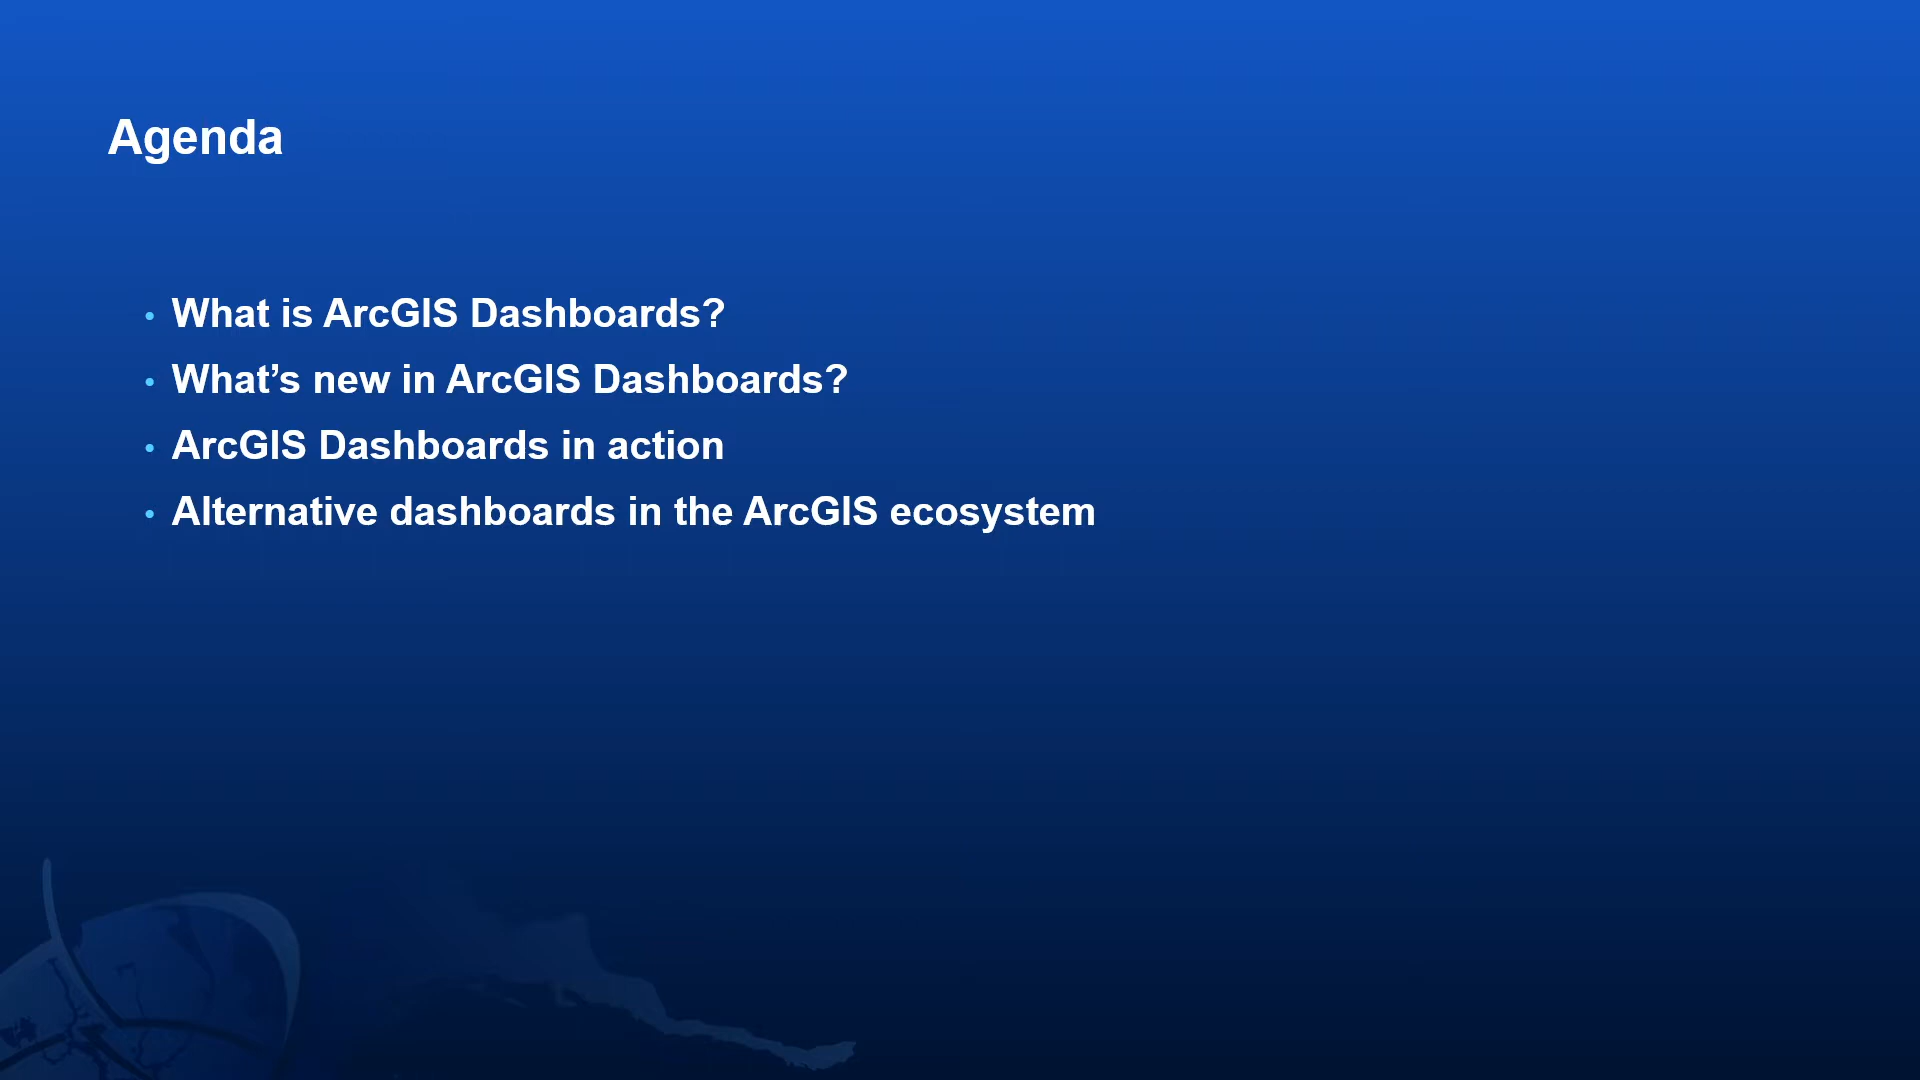 Agenda
• What is ArcGIS Dashboards?
• What’s new in ArcGIS Dashboards?
• ArcGIS Dashboards in action
• Alternative dashboards in the ArcGIS ecosystem